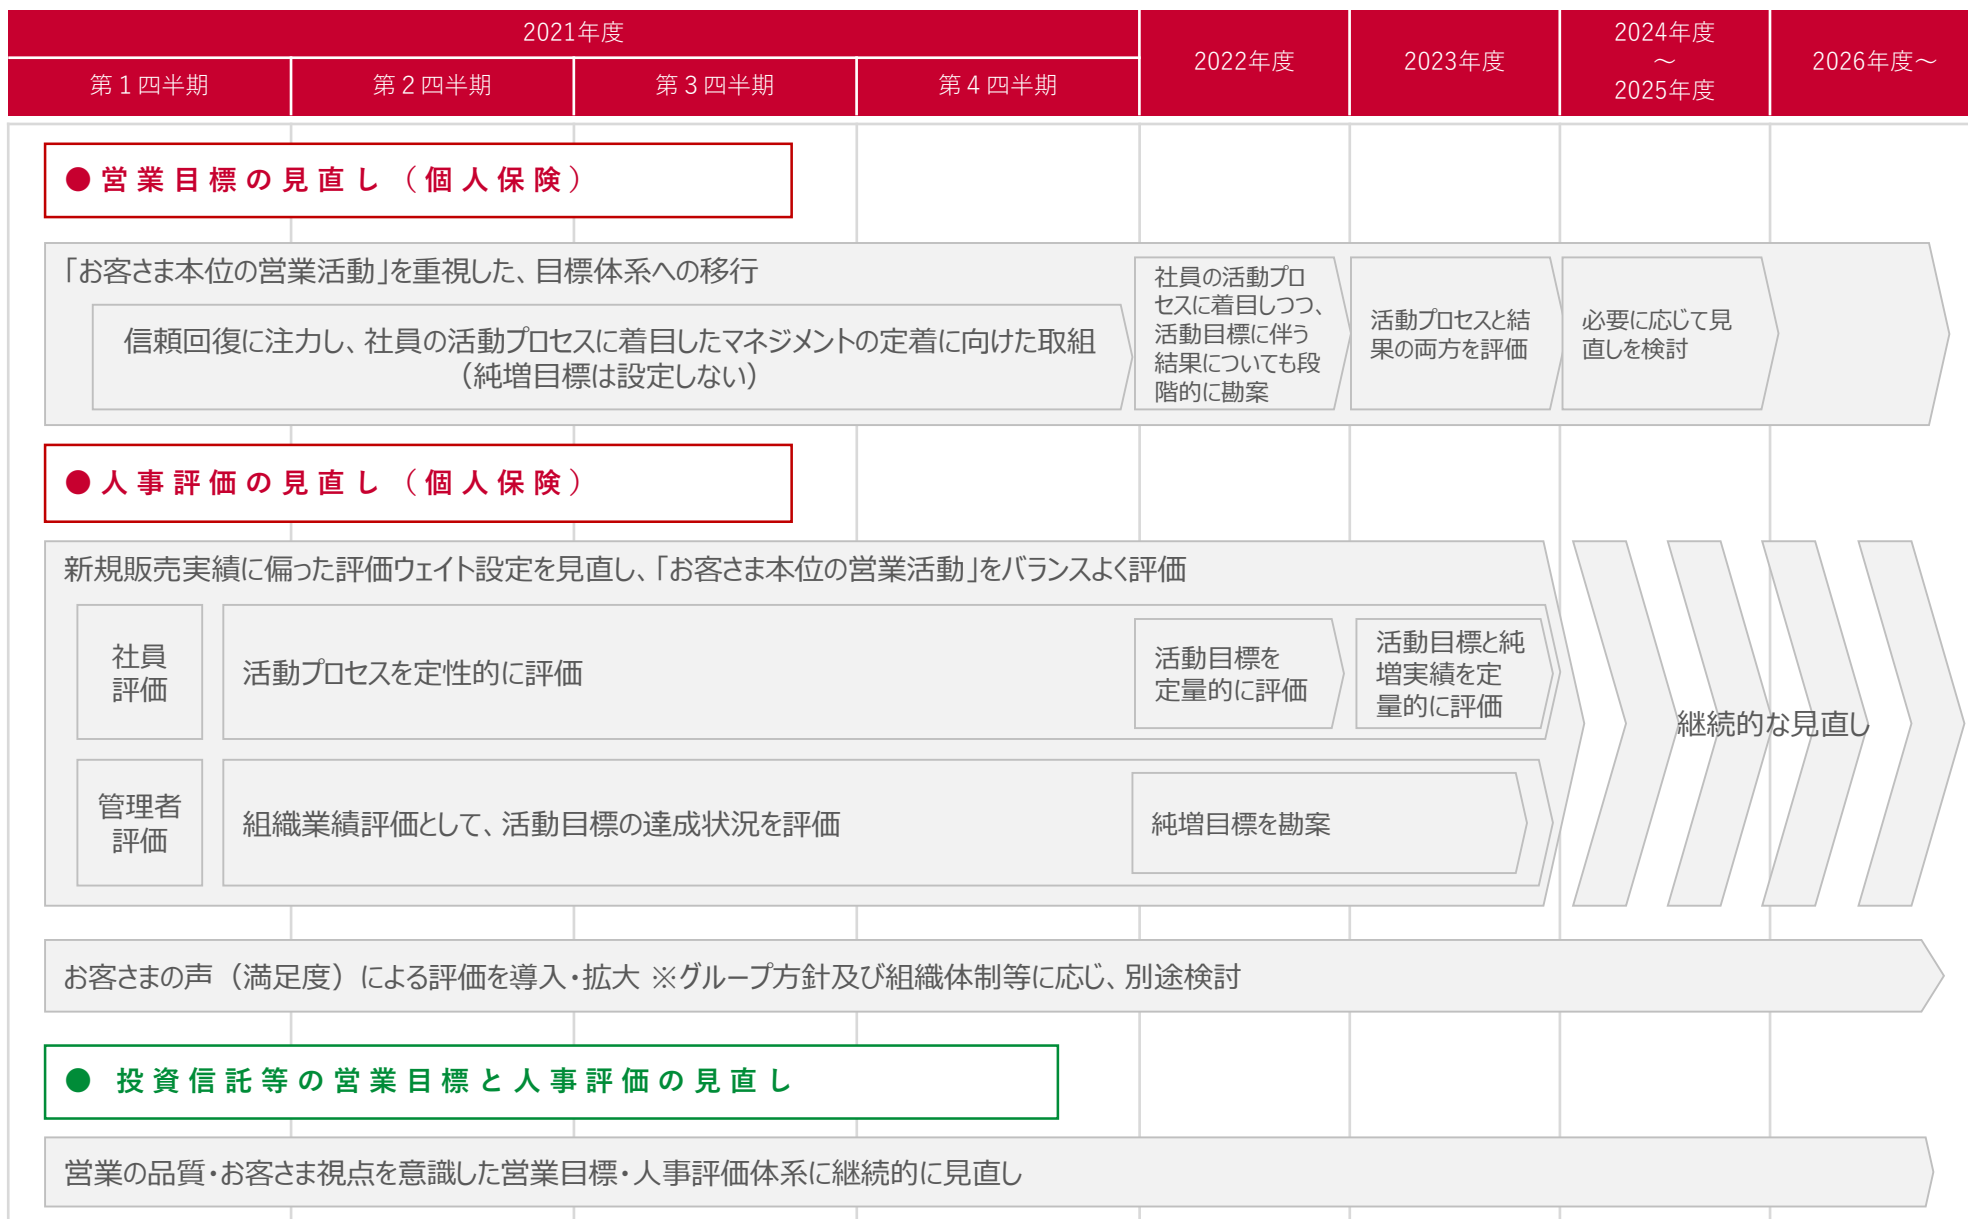 2021年度
2022年度
2023年度
2024年度
～
2025年度
2026年度～
第１四半期
第２四半期
第３四半期
第４四半期
●営業目標の見直し（個人保険）
「お客さま本位の営業活動」を重視した、目標体系への移行
信頼回復に注力し、社員の活動プロセスに着目したマネジメントの定着に向けた取組
（純増目標は設定しない）
社員の活動プロ
セスに着目しつつ、
活動目標に伴う
結果についても段
階的に勘案
活動プロセスと結
果の両方を評価
必要に応じて見
直しを検討
●人事評価の見直し（個人保険）
新規販売実績に偏った評価ウェイト設定を見直し、「お客さま本位の営業活動」をバランスよく評価
社員
評価
活動プロセスを定性的に評価
活動目標を
定量的に評価
活動目標と純
増実績を定
量的に評価
継続的な見直し
管理者
評価
組織業績評価として、活動目標の達成状況を評価
純増目標を勘案
お客さまの声（満足度）による評価を導入・拡大 ※グループ方針及び組織体制等に応じ、別途検討
● 投資信託等の営業目標と人事評価の見直し
営業の品質・お客さま視点を意識した営業目標・人事評価体系に継続的に見直し